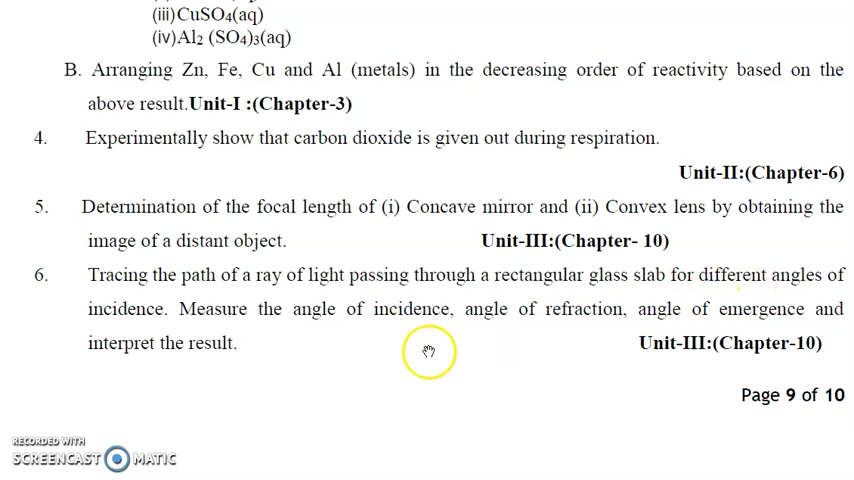 (iii)CuSO4(aq)
(iv)Al2 (SO4)3(aq)
B. Arranging Zn, Fe, Cu and Al (metals) in the decreasing order of reactivity based on the
above result.Unit-I :(Chapter-3)
4. Experimentally show that carbon dioxide is given out during respiration.
Unit-II:(Chapter-6)
5. Determination of the focal length of (i) Concave mirror and (ii) Convex lens by obtaining the
image of a distant object. Unit-III:(Chapter- 10)
6. Tracing the path of a ray of light passing through a rectangular glass slab for different angles of
incidence. Measure the angle of incidence, angle of refraction, angle of emergence and
interpret the result. Unit-III:(Chapter-10)
Page 9 of 10
RECORDED WITH
SCREENCAST MATIC